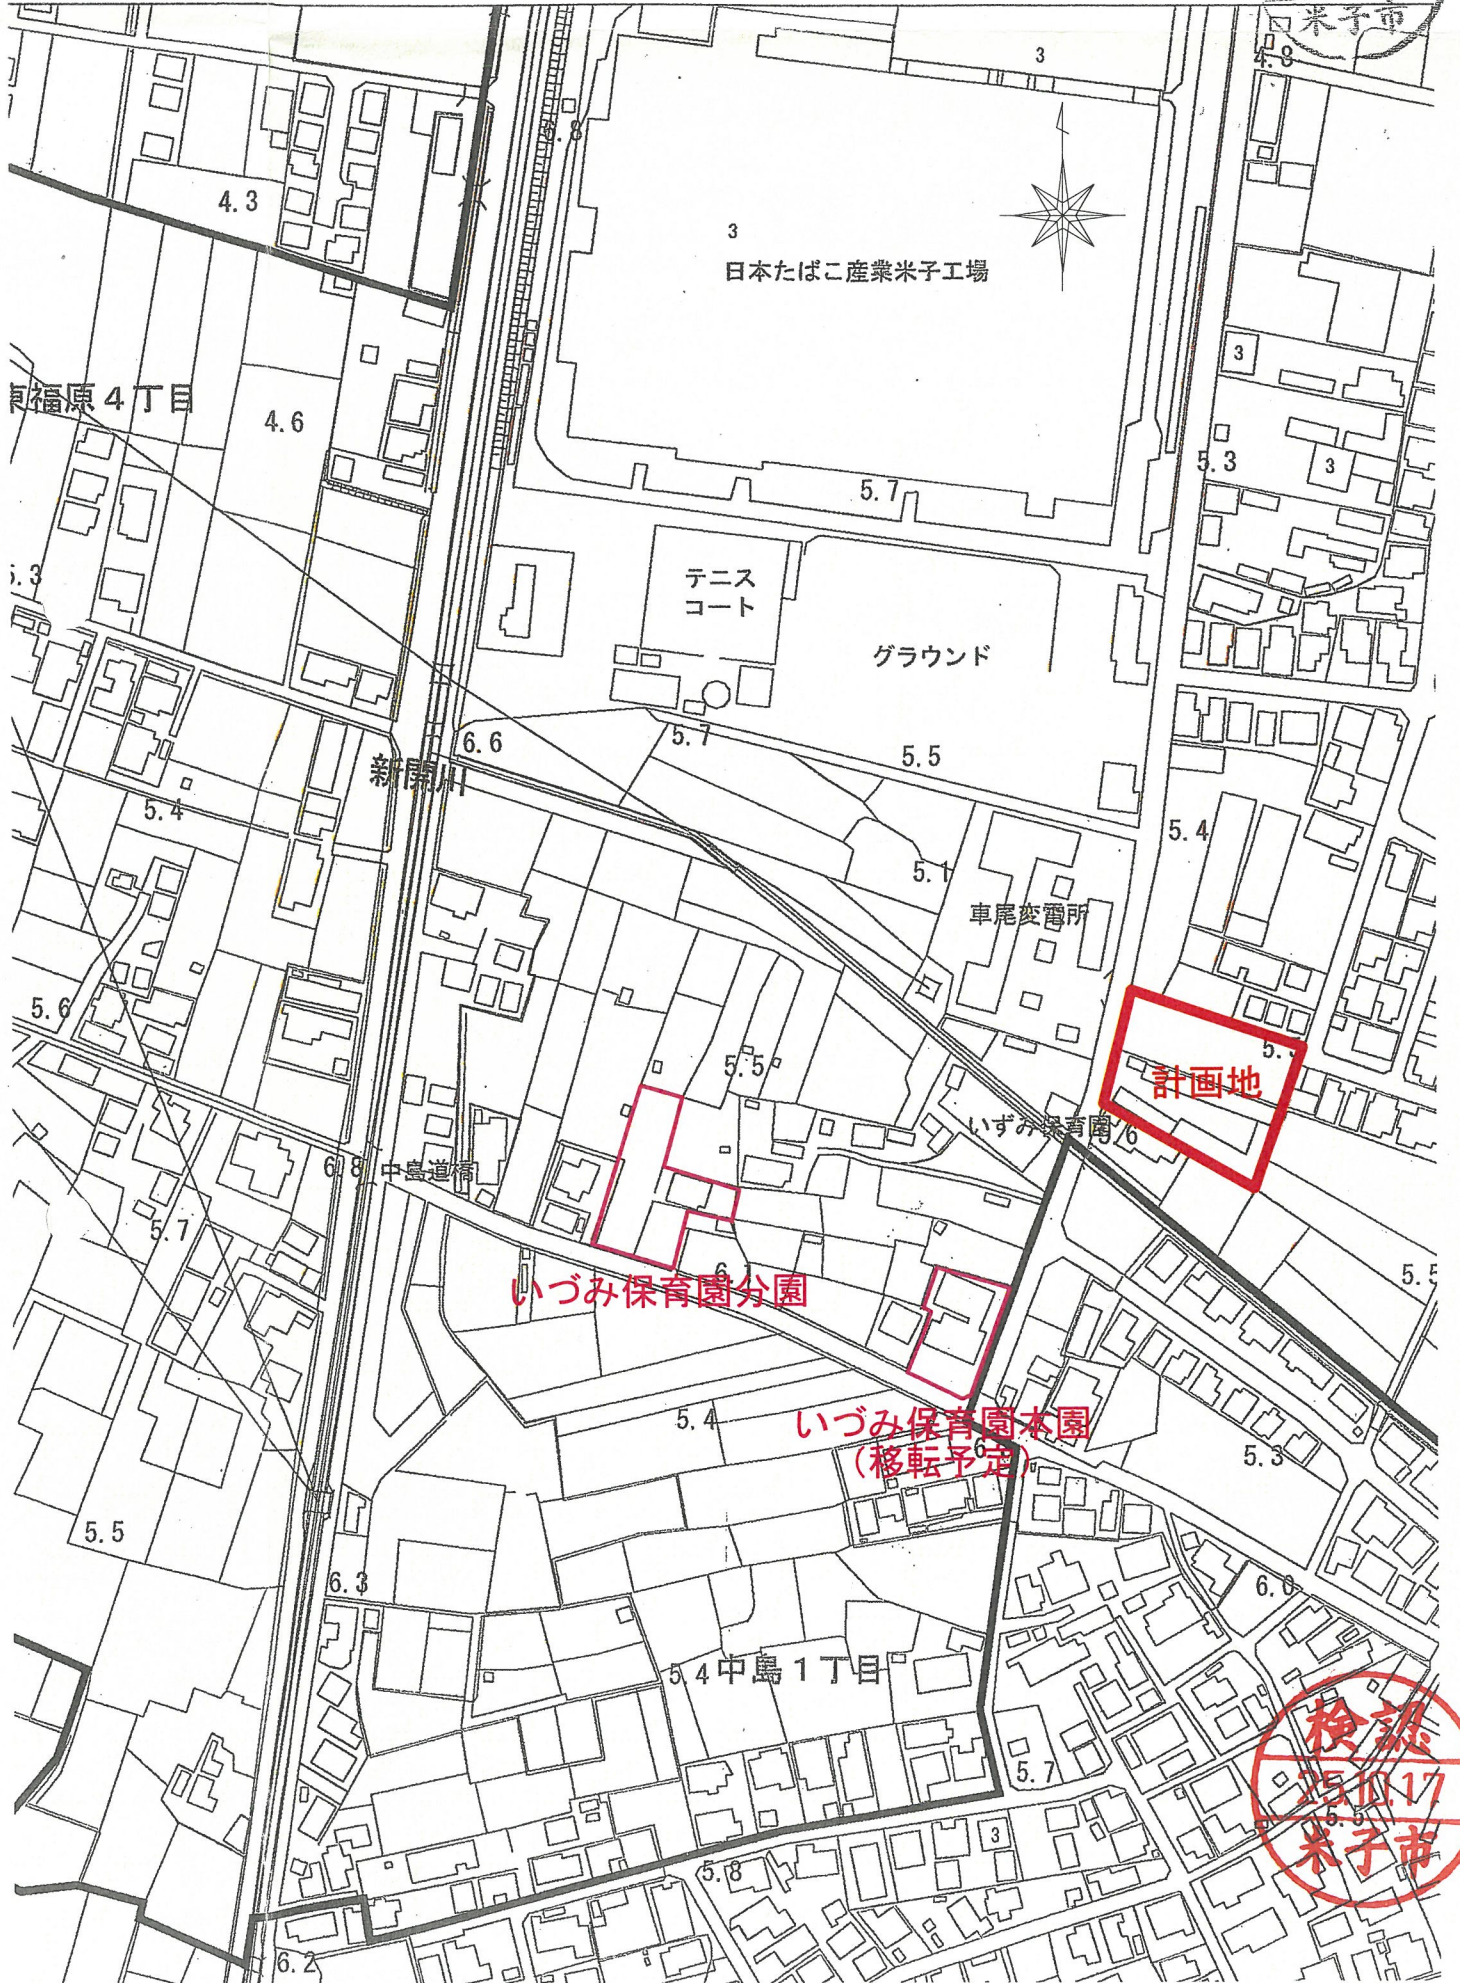 米子市
3
4.8
4.3
3
日本たばこ産業米子工場
3
東福原4丁目
4.6
5.3
3
5.7
テニス
コート
5.3
グラウンド
6.6
5.7
5.5
新開川
5.4
5.4
5.1
車尾変電所
5.6
5.5
計画地
いずみ保育園
6.8
中島道橋
5.7
6.1
5.5
いづみ保育園分園
5.4
いづみ保育園本園
(移転予定)
5.3
5.5
6.3
6.0
5.4
中島1丁目
5.7
検認
25.10.17
5.5
米子市
3
5.8
6.2